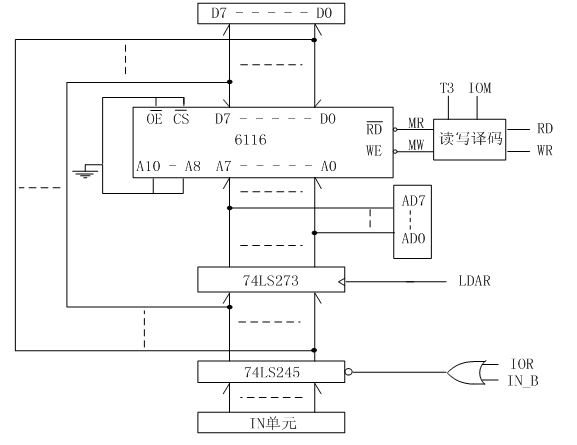 D7 - - - - - D0
T3 IOM
OE CS D7 - - - - - D0
6116
RD MR 读写译码 RD
WE MW WR
A10 - A8 A7 - - - - - A0
AD7
AD0
74LS273 LDAR
74LS245 IOR
IN_B
IN单元